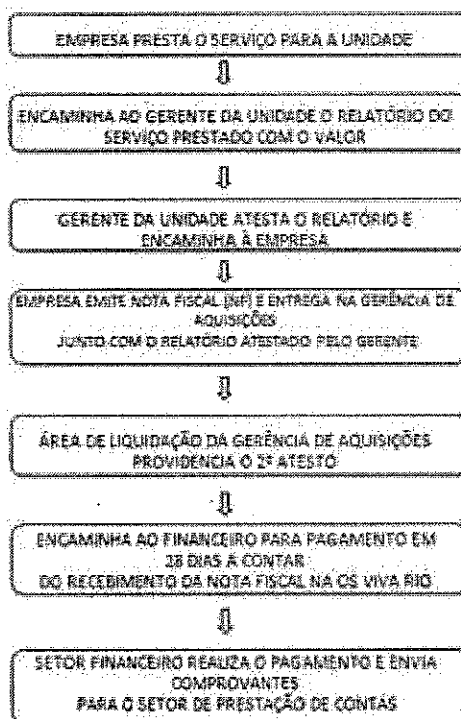 EMPRESA PRESTA O SERVIÇO PARA A UNIDADE
ENCAMINHA AO GERENTE DA UNIDADE O RELATÓRIO DO
SERVIÇO PRESTADO COM O VALOR
GERENTE DA UNIDADE ATESTA O RELATÓRIO E
ENCAMINHA À EMPRESA
EMPRESA EMITE NOTA FISCAL (NF) E ENTREGA NA GERÊNCIA DE
AQUISIÇÕES
JUNTO COM O RELATÓRIO ATESTADO PELO GERENTE
ÁREA DE LIQUIDAÇÃO DA GERÊNCIA DE AQUISIÇÕES
PROVIDENCIA O 2º ATESTO
ENCAMINHA AO FINANCEIRO PARA PAGAMENTO EM
28 DIAS A CONTAR
DO RECEBIMENTO DA NOTA FISCAL NA OS VIVA RIO
SETOR FINANCEIRO REALIZA O PAGAMENTO E ENVIA
COMPROVANTES
PARA O SETOR DE PRESTAÇÃO DE CONTAS